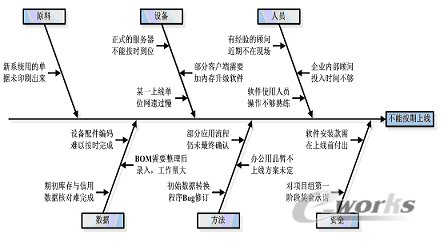 原料
设备
人员
正式的服务器
不能按时到位
有经验的顾问
近期不在现场
新系统用的单
据未印刷出来
部分客户端需要
加内存升级软件
企业内部顾问
投入时间不够
某一上线单
位网速过慢
软件使用人员
操作不够熟练
不能按期上线
设备配件编码
难以按时完成
部分应用流程
仍未最终确认
软件安装款需
在上线前付出
BOM需要整理后
录入，工作量大
办公用品暂不
上线方案未定
期初库存与信用
数据核对难完成
初始数据转换
程序Bug修订
对项目组第一
阶段奖金承诺
数据
方法
资金
e-works